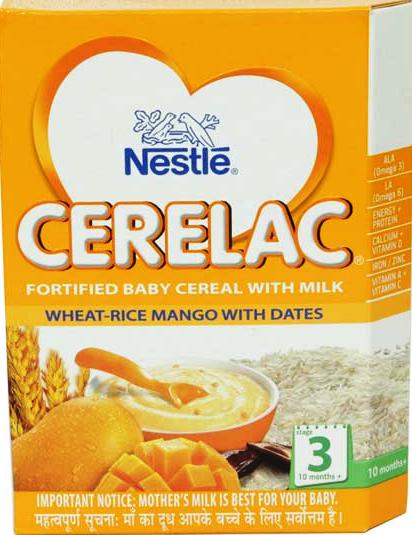 Nestlé®
CERELAC®
FORTIFIED BABY CEREAL WITH MILK
WHEAT-RICE MANGO WITH DATES
ALA
(Omega 3)
LA
(Omega 6)
ENERGY +
PROTEIN
CALCIUM +
VITAMIN D
IRON / ZINC
VITAMIN A +
VITAMIN C
stage
3
10 months +
10 months+
IMPORTANT NOTICE: MOTHER'S MILK IS BEST FOR YOUR BABY.
महत्वपूर्ण सूचना: माँ का दूध आपके बच्चे के लिए सर्वोत्तम है।